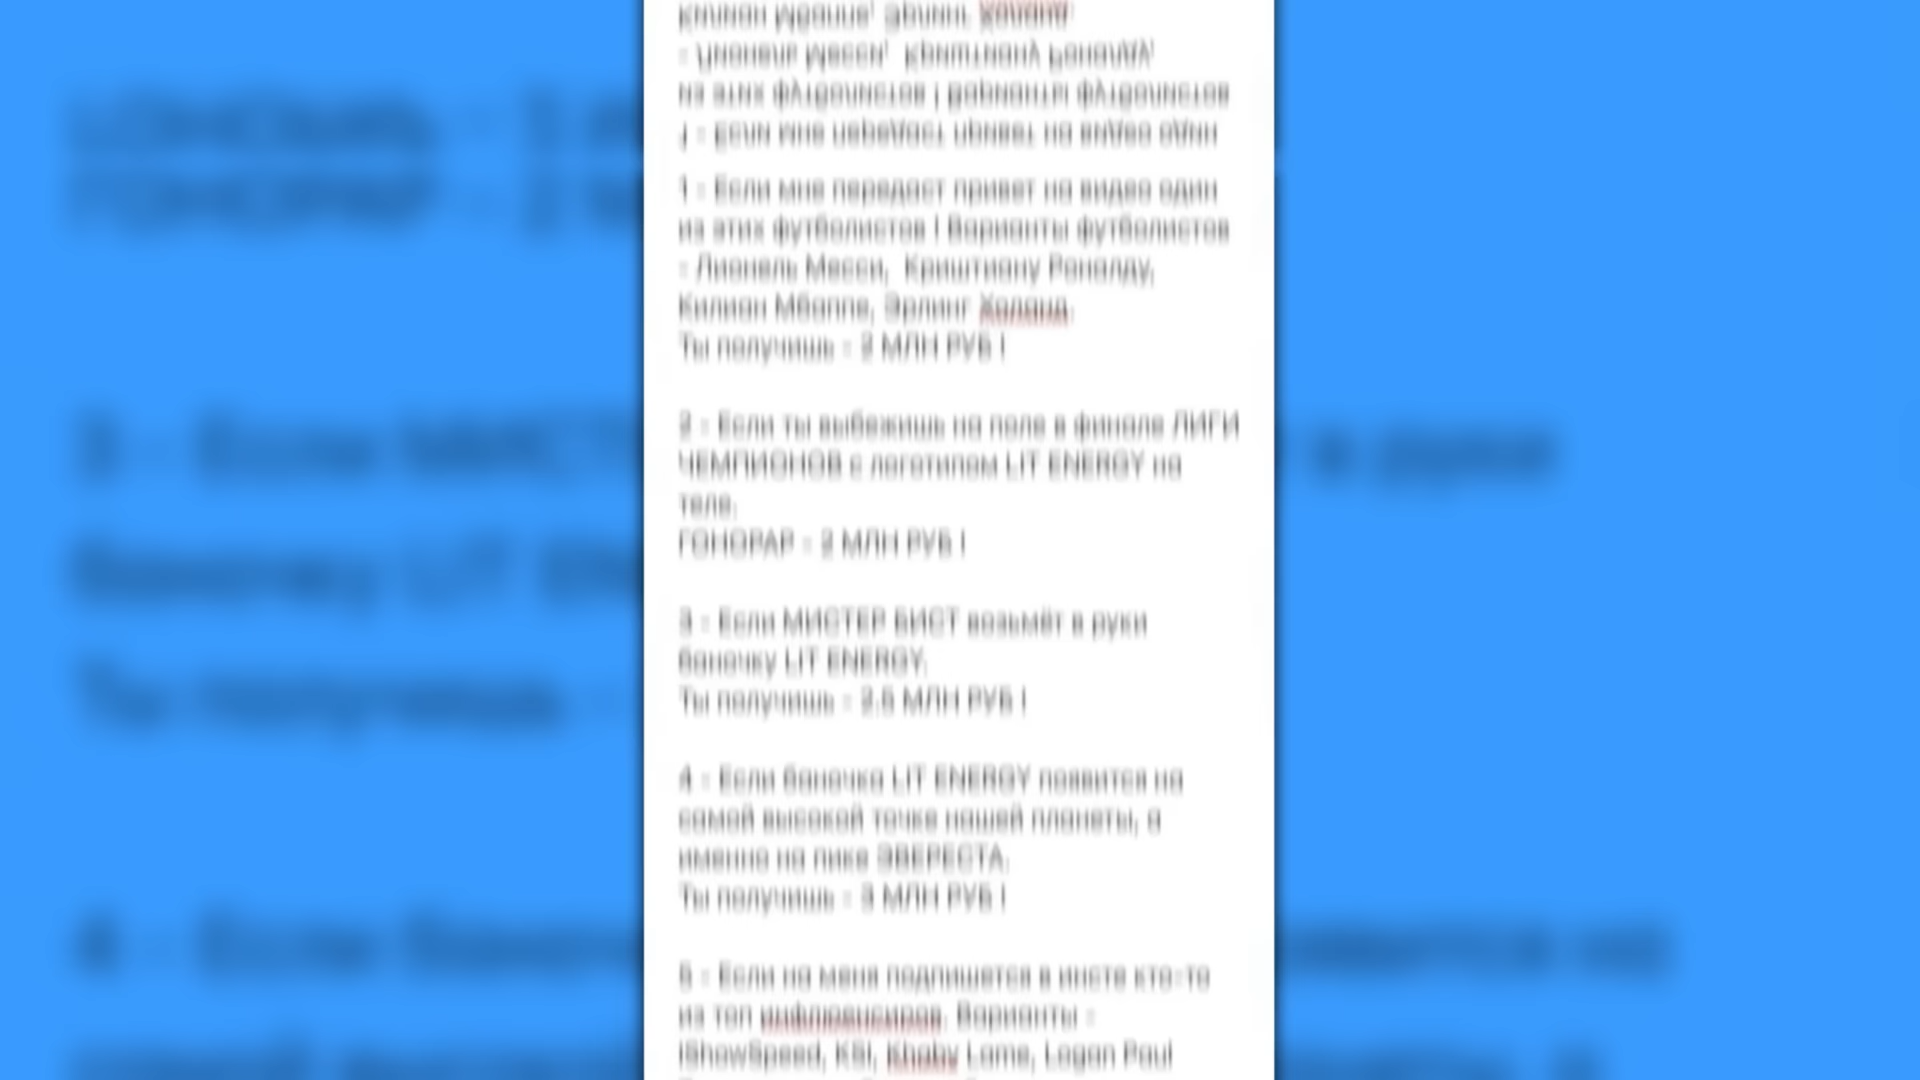 1 - Если мне передаст привет на видео один
из этих футболистов ! Варианты футболистов
- Лионель Месси, Криштиану Роналду,
Килиан Мбаппе, Эрлинг Холанд.
Ты получишь - 2 МЛН РУБ !
2 - Если ты выбежишь на поле в финале ЛИГИ
ЧЕМПИОНОВ с логотипом LIT ENERGY на
теле.
ГОНОРАР - 2 МЛН РУБ !
3 - Если МИСТЕР БИСТ возьмёт в руки
баночку LIT ENERGY.
Ты получишь - 2,5 МЛН РУБ !
4 - Если баночка LIT ENERGY появится на
самой высокой точке нашей планеты, а
именно на пике ЭВЕРЕСТА.
Ты получишь - 3 МЛН РУБ !
5 - Если на меня подпишется в инсте кто-то
из топ инфлюенсиров. Варианты -
IShowSpeed, KSI, Khaby Lame, Logan Paul